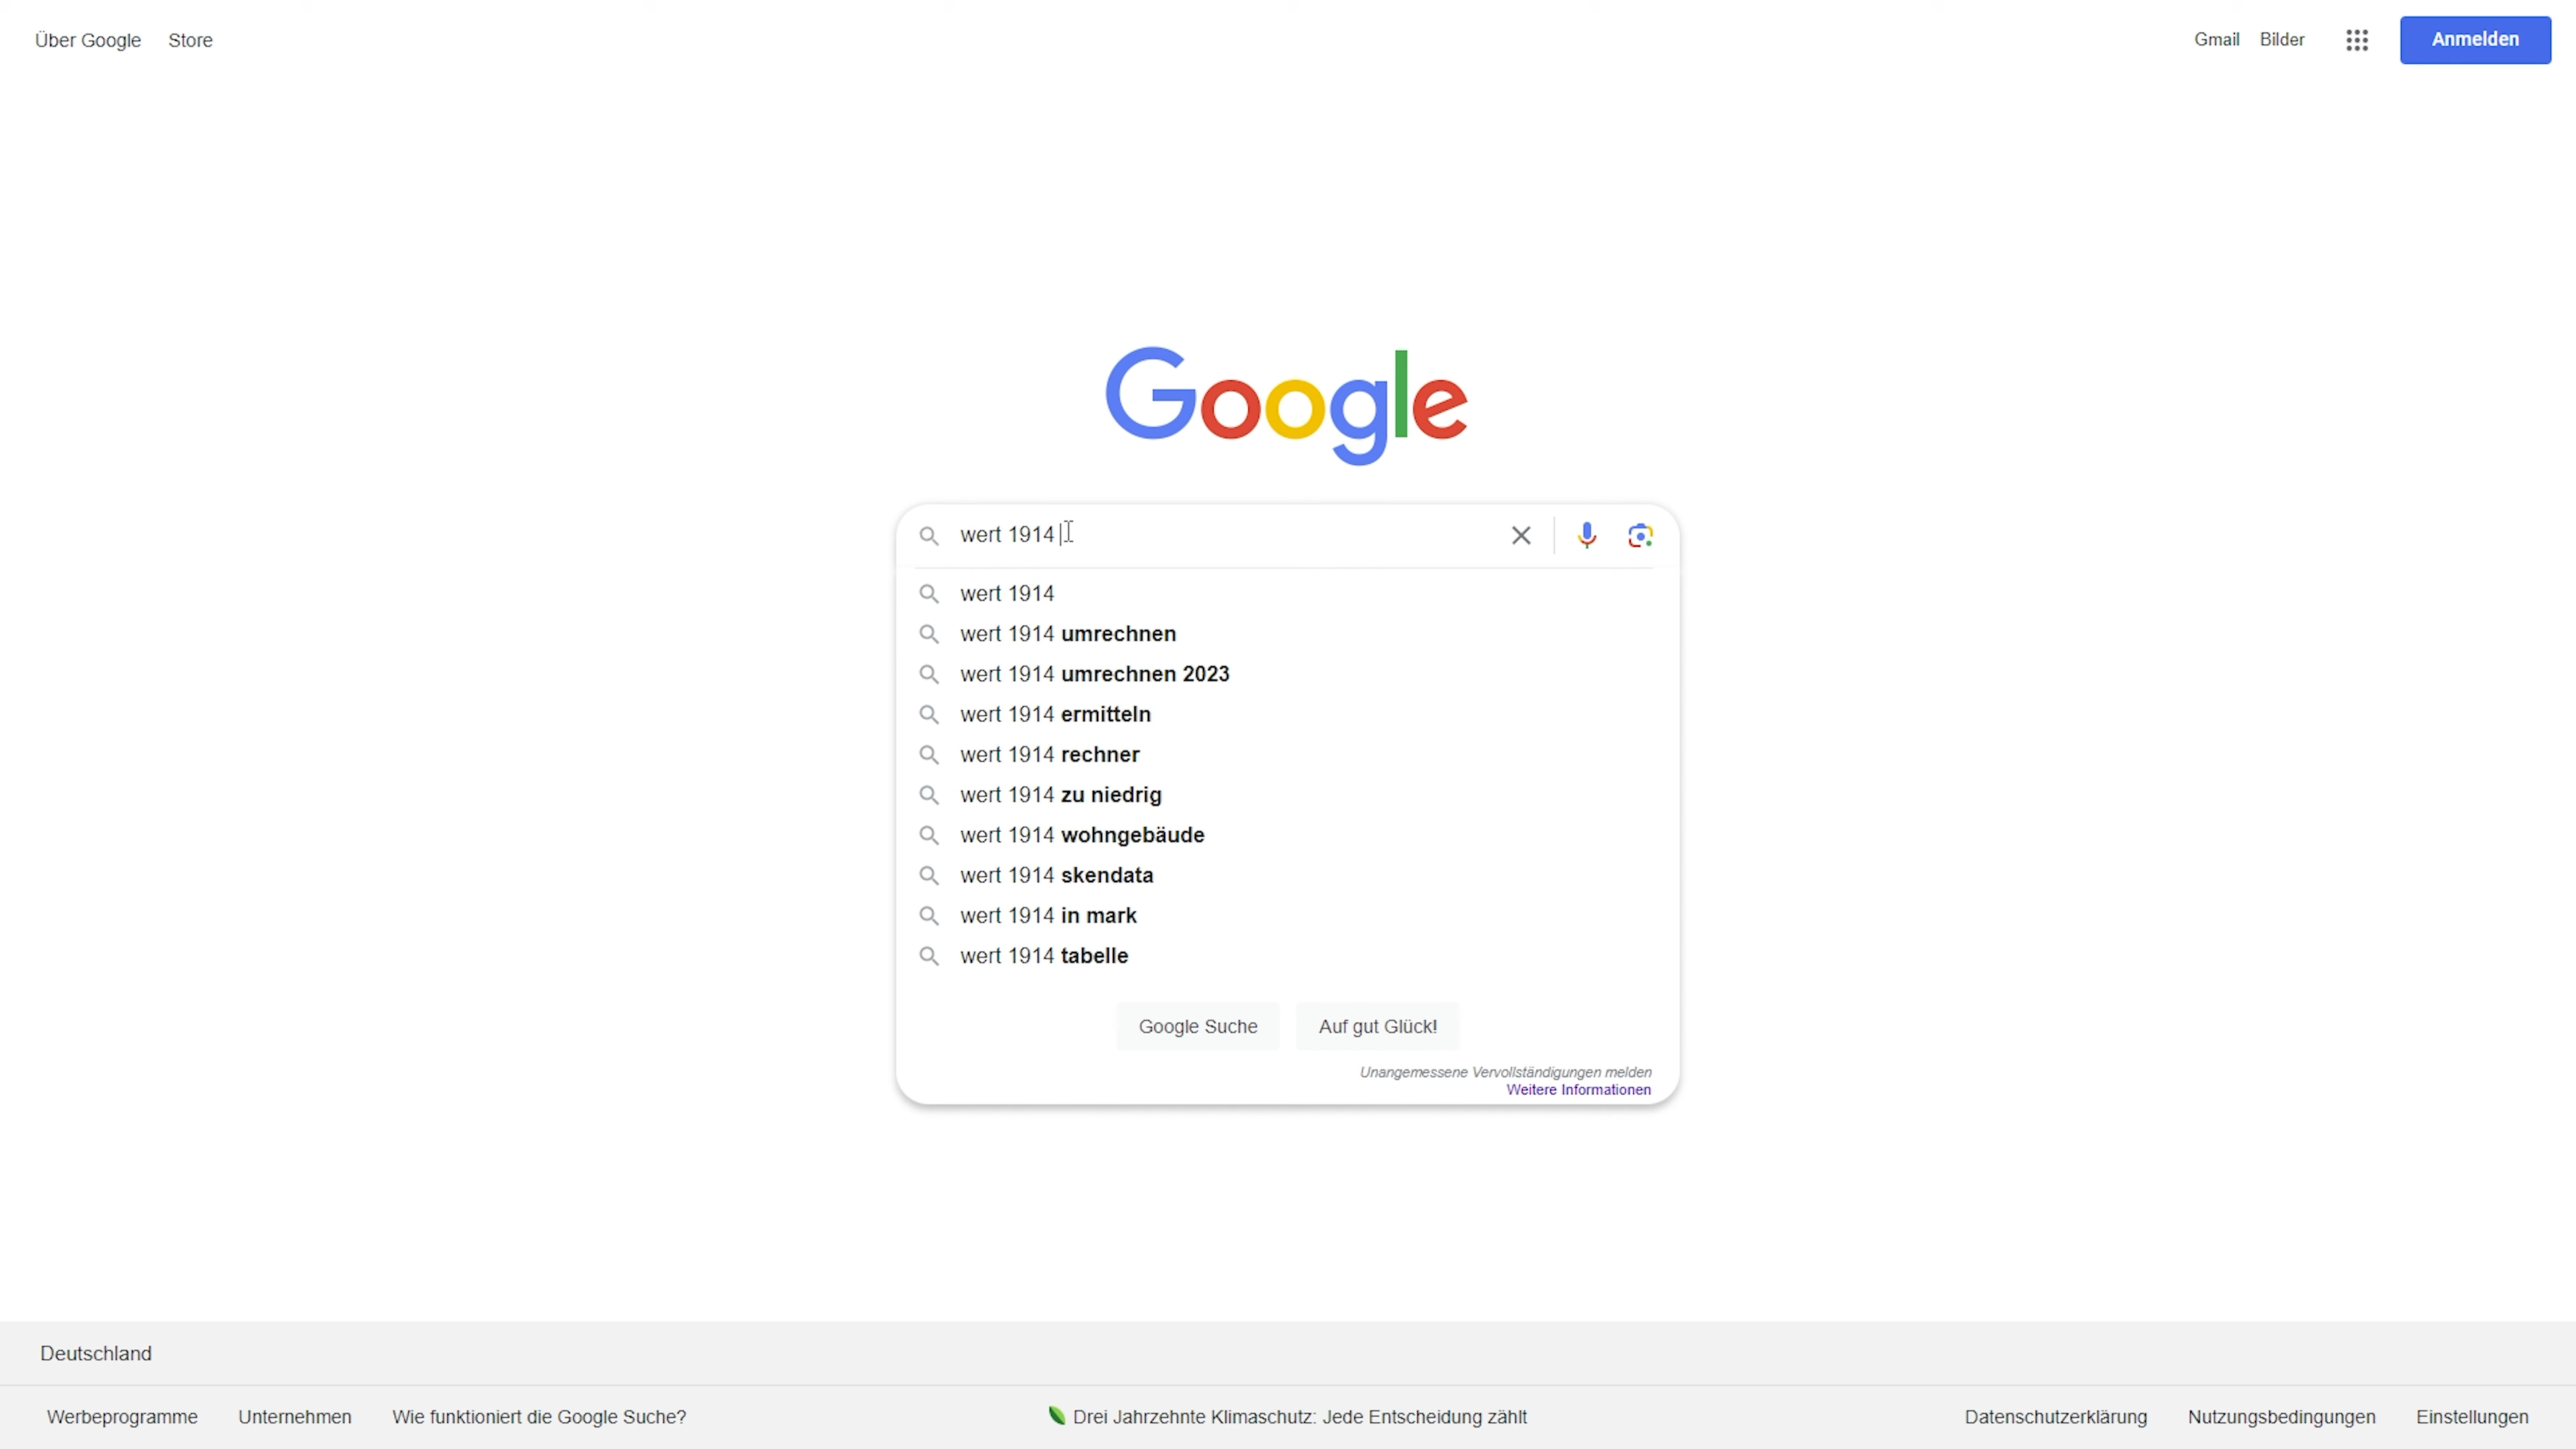 Über Google Store Gmail Bilder Anmelden
Google
wert 1914
wert 1914
wert 1914 umrechnen
wert 1914 umrechnen 2023
wert 1914 ermitteln
wert 1914 rechner
wert 1914 zu niedrig
wert 1914 wohngebäude
wert 1914 skendata
wert 1914 in mark
wert 1914 tabelle
Google Suche Auf gut Glück!
Unangemessene Vervollständigungen melden
Weitere Informationen
Deutschland
Werbeprogramme Unternehmen Wie funktioniert die Google Suche? Drei Jahrzehnte Klimaschutz: Jede Entscheidung zählt Datenschutzerklärung Nutzungsbedingungen Einstellungen